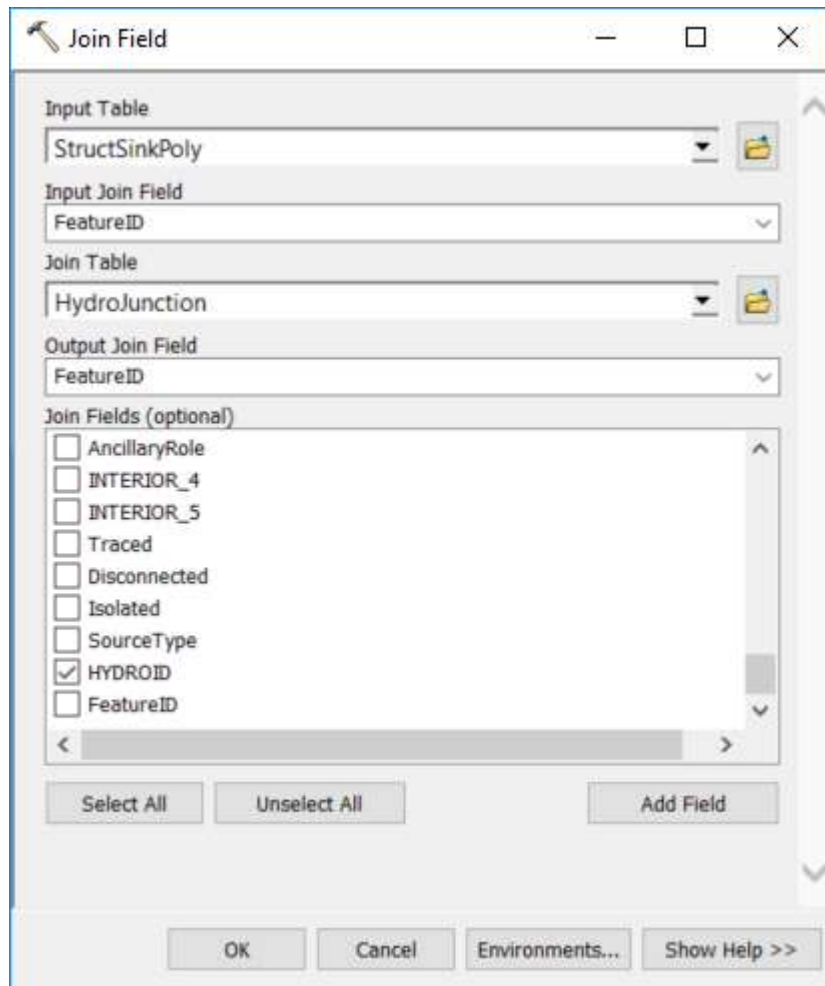 Join Field
Input Table
StructSinkPoly
Input Join Field
FeatureID
Join Table
HydroJunction
Output Join Field
FeatureID
Join Fields (optional)
AncillaryRole
INTERIOR_4
INTERIOR_5
Traced
Disconnected
Isolated
SourceType
HYDROID
FeatureID
Select All Unselect All Add Field
OK Cancel Environments... Show Help >>